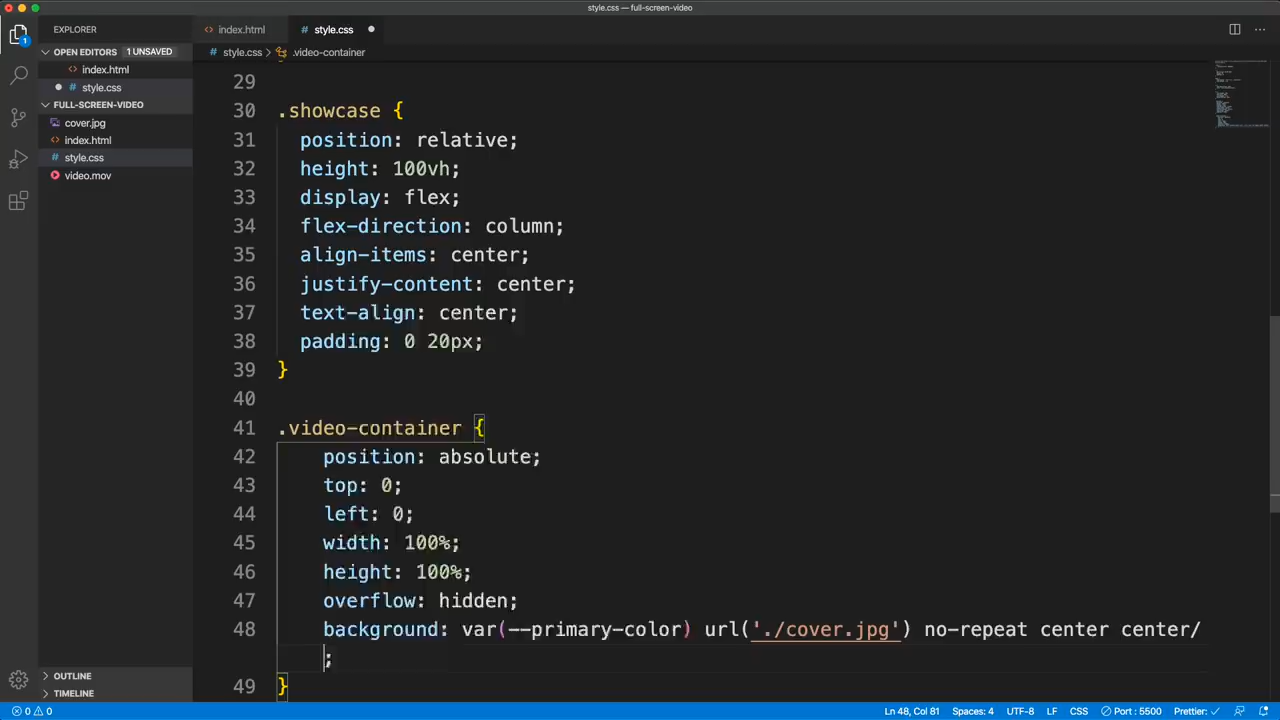 style.css — full-screen-video
EXPLORER
index.html
style.css
OPEN EDITORS 1 UNSAVED
style.css .video-container
index.html
style.css
FULL-SCREEN-VIDEO
cover.jpg
index.html
style.css
video.mov
1
29
30 .showcase {
31 position: relative;
32 height: 100vh;
33 display: flex;
34 flex-direction: column;
35 align-items: center;
36 justify-content: center;
37 text-align: center;
38 padding: 0 20px;
39 }
40
41 .video-container {
42 position: absolute;
43 top: 0;
44 left: 0;
45 width: 100%;
46 height: 100%;
47 overflow: hidden;
48 background: var(--primary-color) url('./cover.jpg') no-repeat center center/
;
49 }
OUTLINE
TIMELINE
0 0 Ln 48, Col 81 Spaces: 4 UTF-8 LF CSS Port : 5500 Prettier: